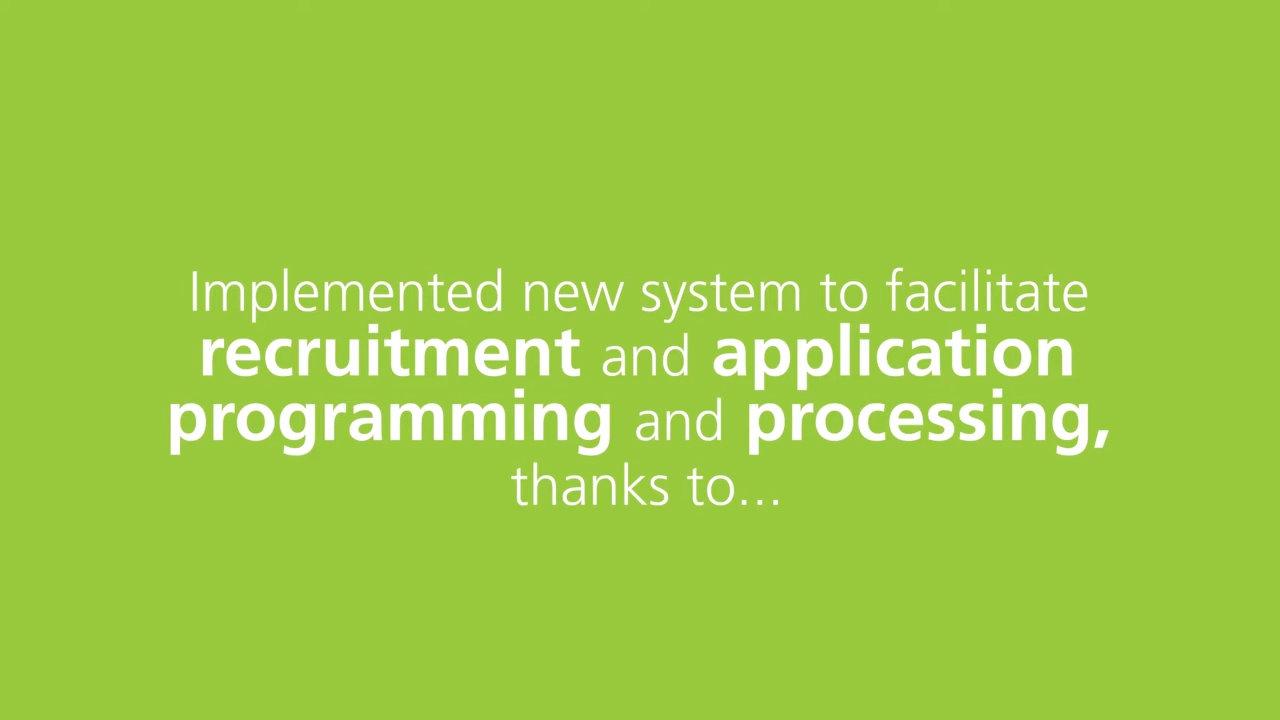 Implemented new system to facilitate
recruitment and application
programming and processing,
thanks to...